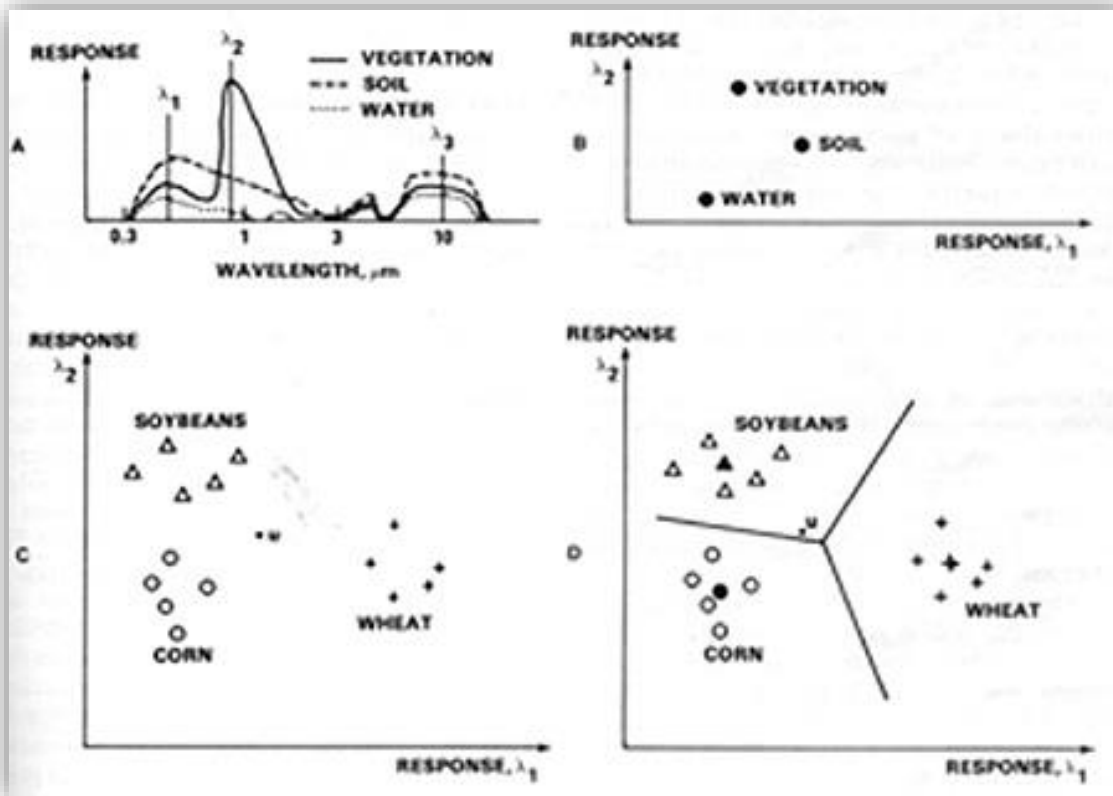 RESPONSE
λ2
VEGETATION
SOIL
WATER
λ1
λ3
A
0.3
1
3
10
WAVELENGTH, μm
RESPONSE
λ2
VEGETATION
B
SOIL
WATER
RESPONSE, λ1
RESPONSE
λ2
SOYBEANS
C
u
WHEAT
CORN
RESPONSE, λ1
RESPONSE
λ2
SOYBEANS
u
D
WHEAT
CORN
RESPONSE, λ1